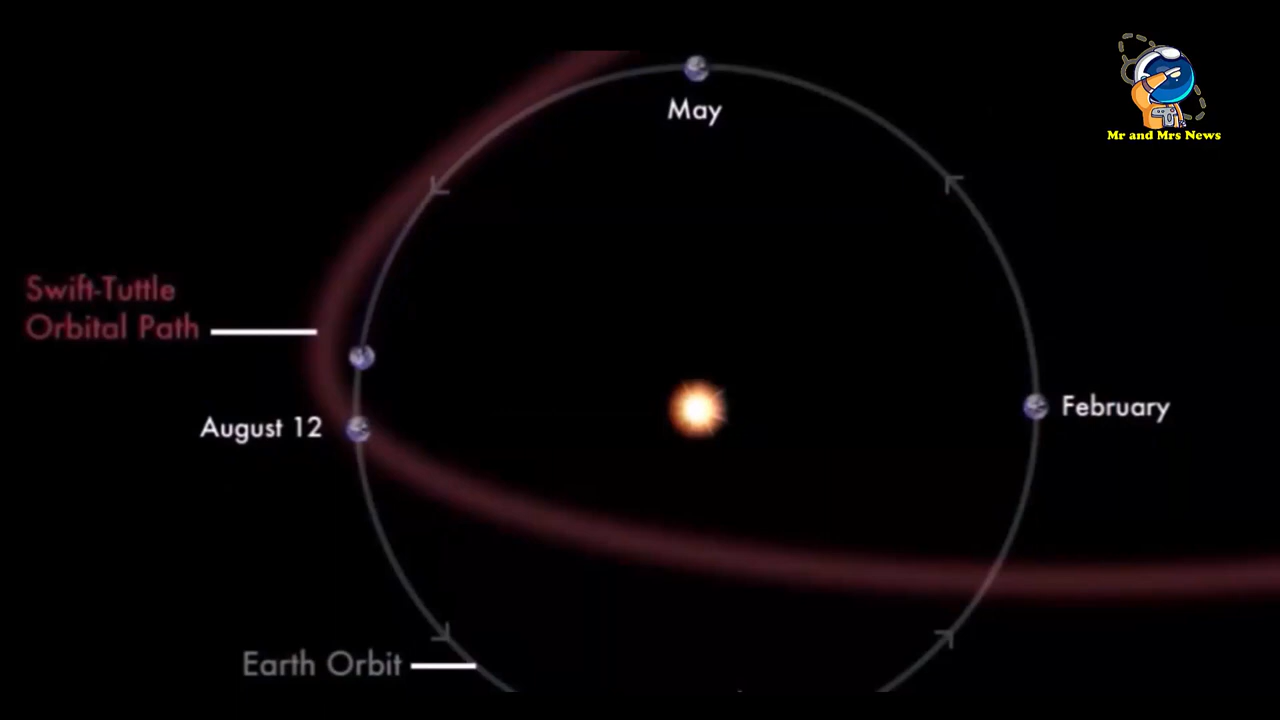 May
Mr and Mrs News
Swift-Tuttle
Orbital Path
August 12
February
Earth Orbit